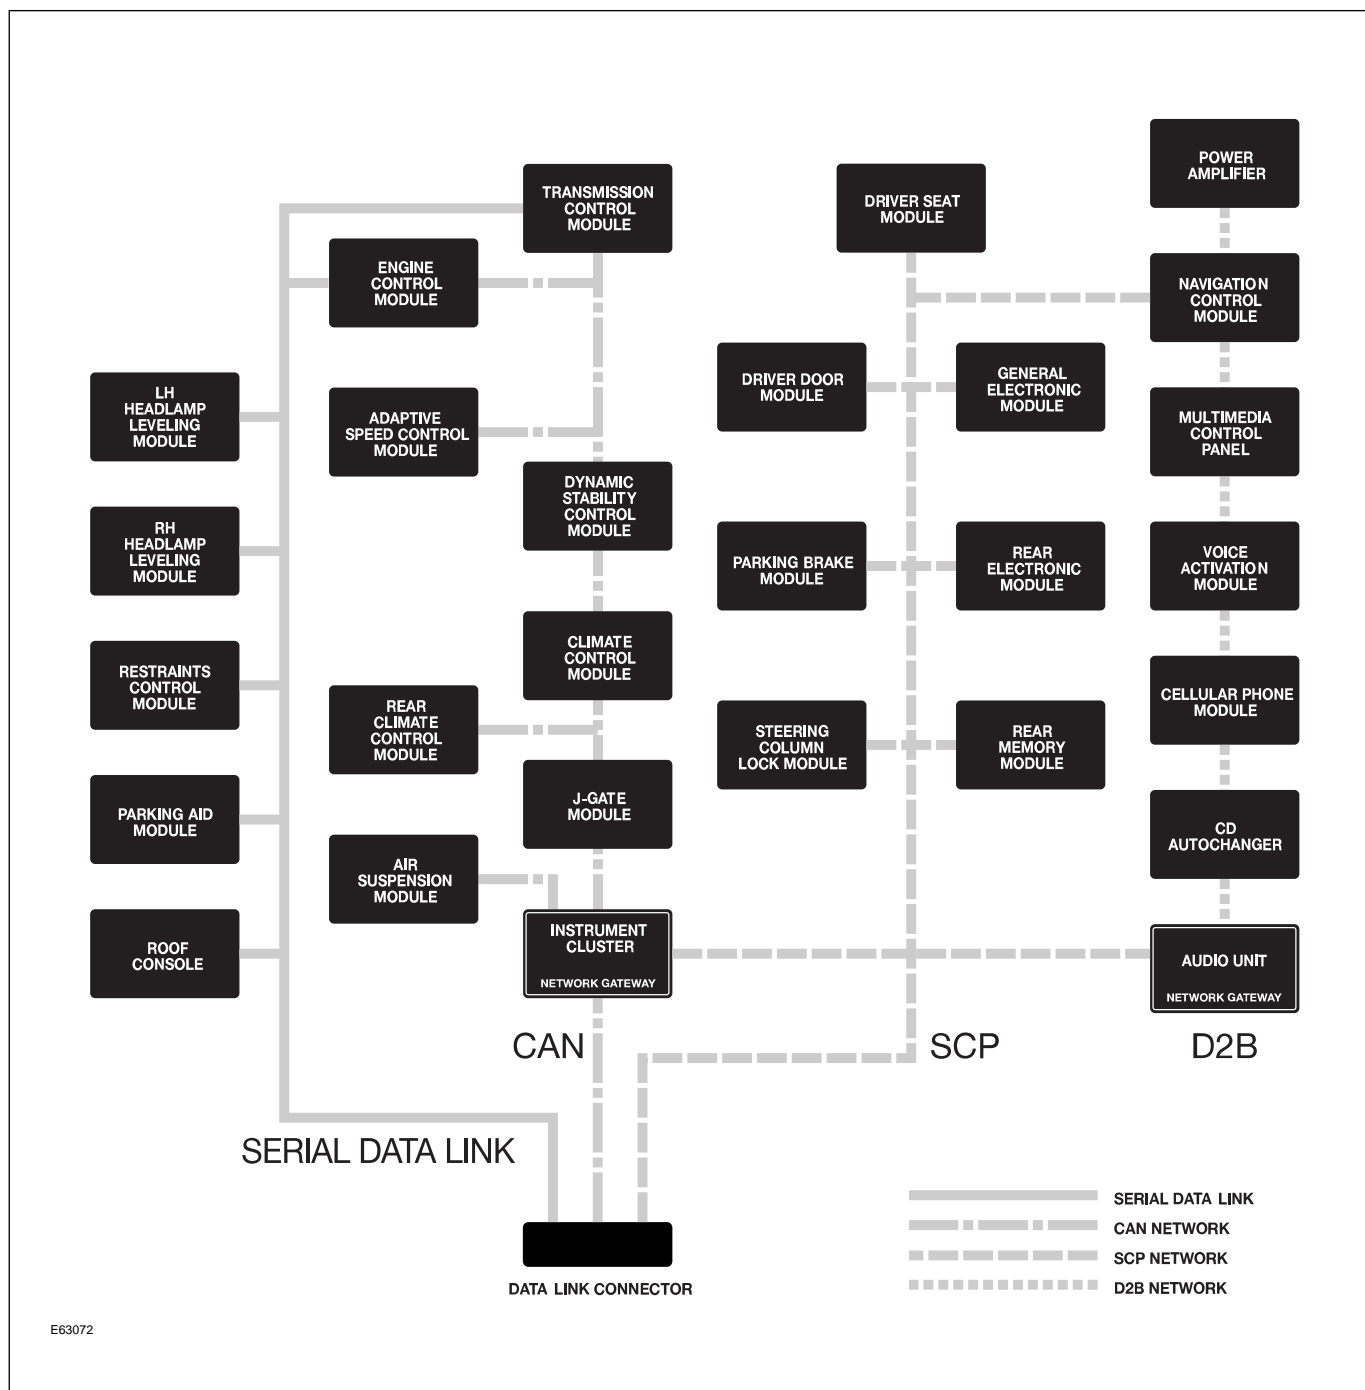 POWER
AMPLIFIER
TRANSMISSION
CONTROL
MODULE
DRIVER SEAT
MODULE
ENGINE
CONTROL
MODULE
NAVIGATION
CONTROL
MODULE
LH
HEADLAMP
LEVELING
MODULE
ADAPTIVE
SPEED CONTROL
MODULE
DRIVER DOOR
MODULE
GENERAL
ELECTRONIC
MODULE
MULTIMEDIA
CONTROL
PANEL
DYNAMIC
STABILITY
CONTROL
MODULE
RH
HEADLAMP
LEVELING
MODULE
PARKING BRAKE
MODULE
REAR
ELECTRONIC
MODULE
VOICE
ACTIVATION
MODULE
RESTRAINTS
CONTROL
MODULE
CLIMATE
CONTROL
MODULE
REAR
CLIMATE
CONTROL
MODULE
STEERING
COLUMN
LOCK MODULE
REAR
MEMORY
MODULE
CELLULAR PHONE
MODULE
PARKING AID
MODULE
J-GATE
MODULE
CD
AUTOCHANGER
AIR
SUSPENSION
MODULE
ROOF
CONSOLE
INSTRUMENT
CLUSTER
NETWORK GATEWAY
AUDIO UNIT
NETWORK GATEWAY
CAN
SCP
D2B
SERIAL DATA LINK
DATA LINK CONNECTOR
SERIAL DATA LINK
CAN NETWORK
SCP NETWORK
D2B NETWORK
E63072